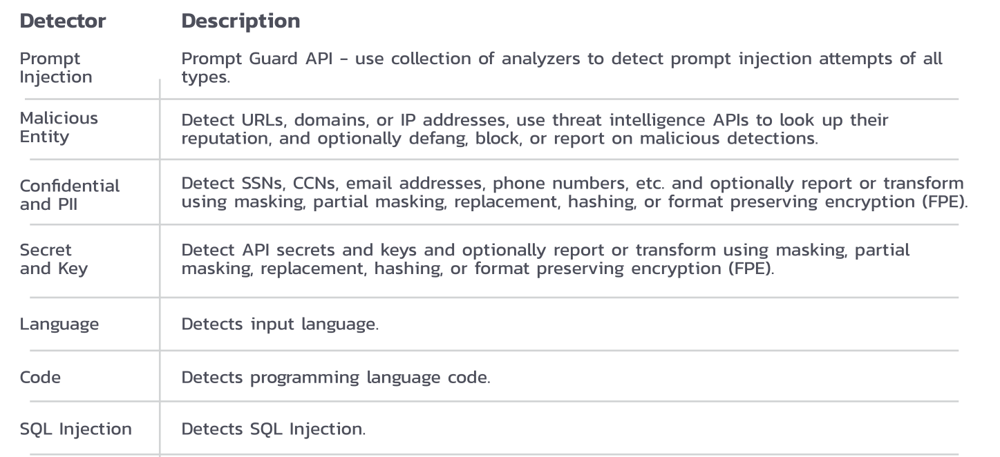 Detector Description
Prompt
Injection
Prompt Guard API – use collection of analyzers to detect prompt injection attempts of all
types.
Malicious
Entity
Detect URLs, domains, or IP addresses, use threat intelligence APIs to look up their
reputation, and optionally defang, block, or report on malicious detections.
Confidential
and PII
Detect SSNs, CCNs, email addresses, phone numbers, etc. and optionally report or transform
using masking, partial masking, replacement, hashing, or format preserving encryption (FPE).
Secret
and Key
Detect API secrets and keys and optionally report or transform using masking, partial
masking, replacement, hashing, or format preserving encryption (FPE).
Language
Detects input language.
Code
Detects programming language code.
SQL Injection
Detects SQL Injection.